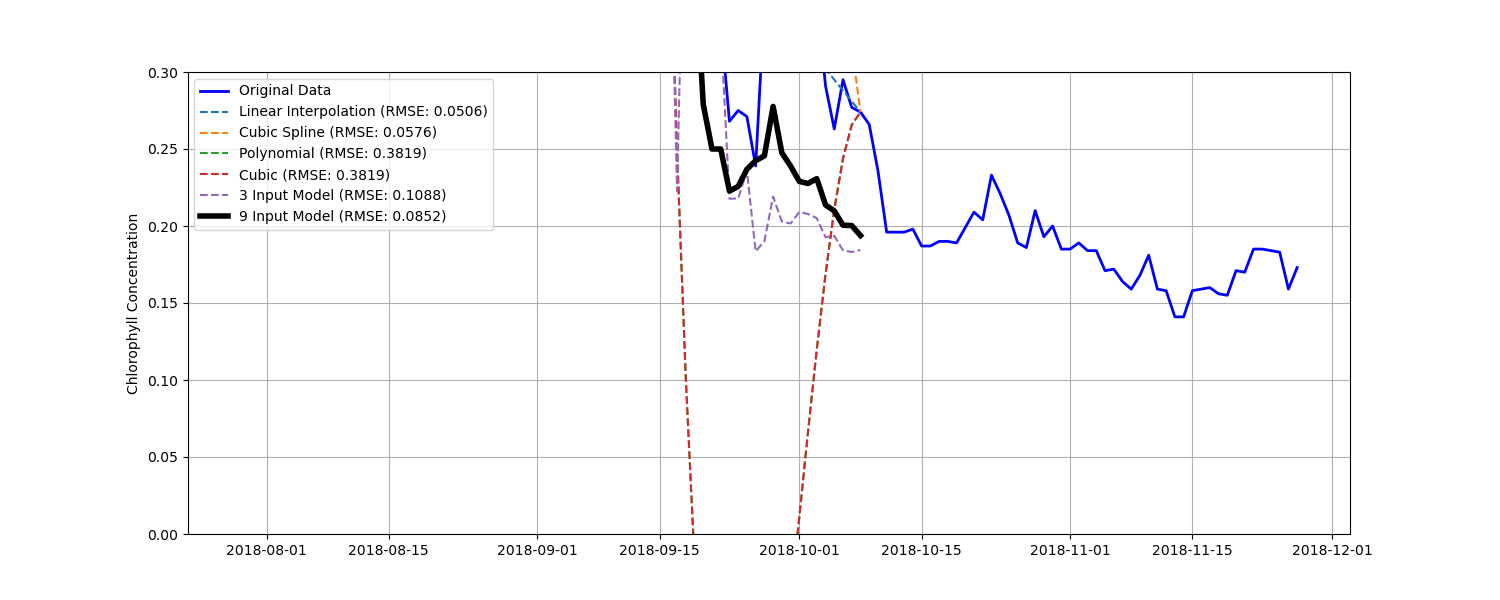 0.30
0.25
0.20
0.15
0.10
0.05
0.00
Chlorophyll Concentration
Original Data
Linear Interpolation (RMSE: 0.0506)
Cubic Spline (RMSE: 0.0576)
Polynomial (RMSE: 0.3819)
Cubic (RMSE: 0.3819)
3 Input Model (RMSE: 0.1088)
9 Input Model (RMSE: 0.0852)
2018-08-01 2018-08-15 2018-09-01 2018-09-15 2018-10-01 2018-10-15 2018-11-01 2018-11-15 2018-12-01